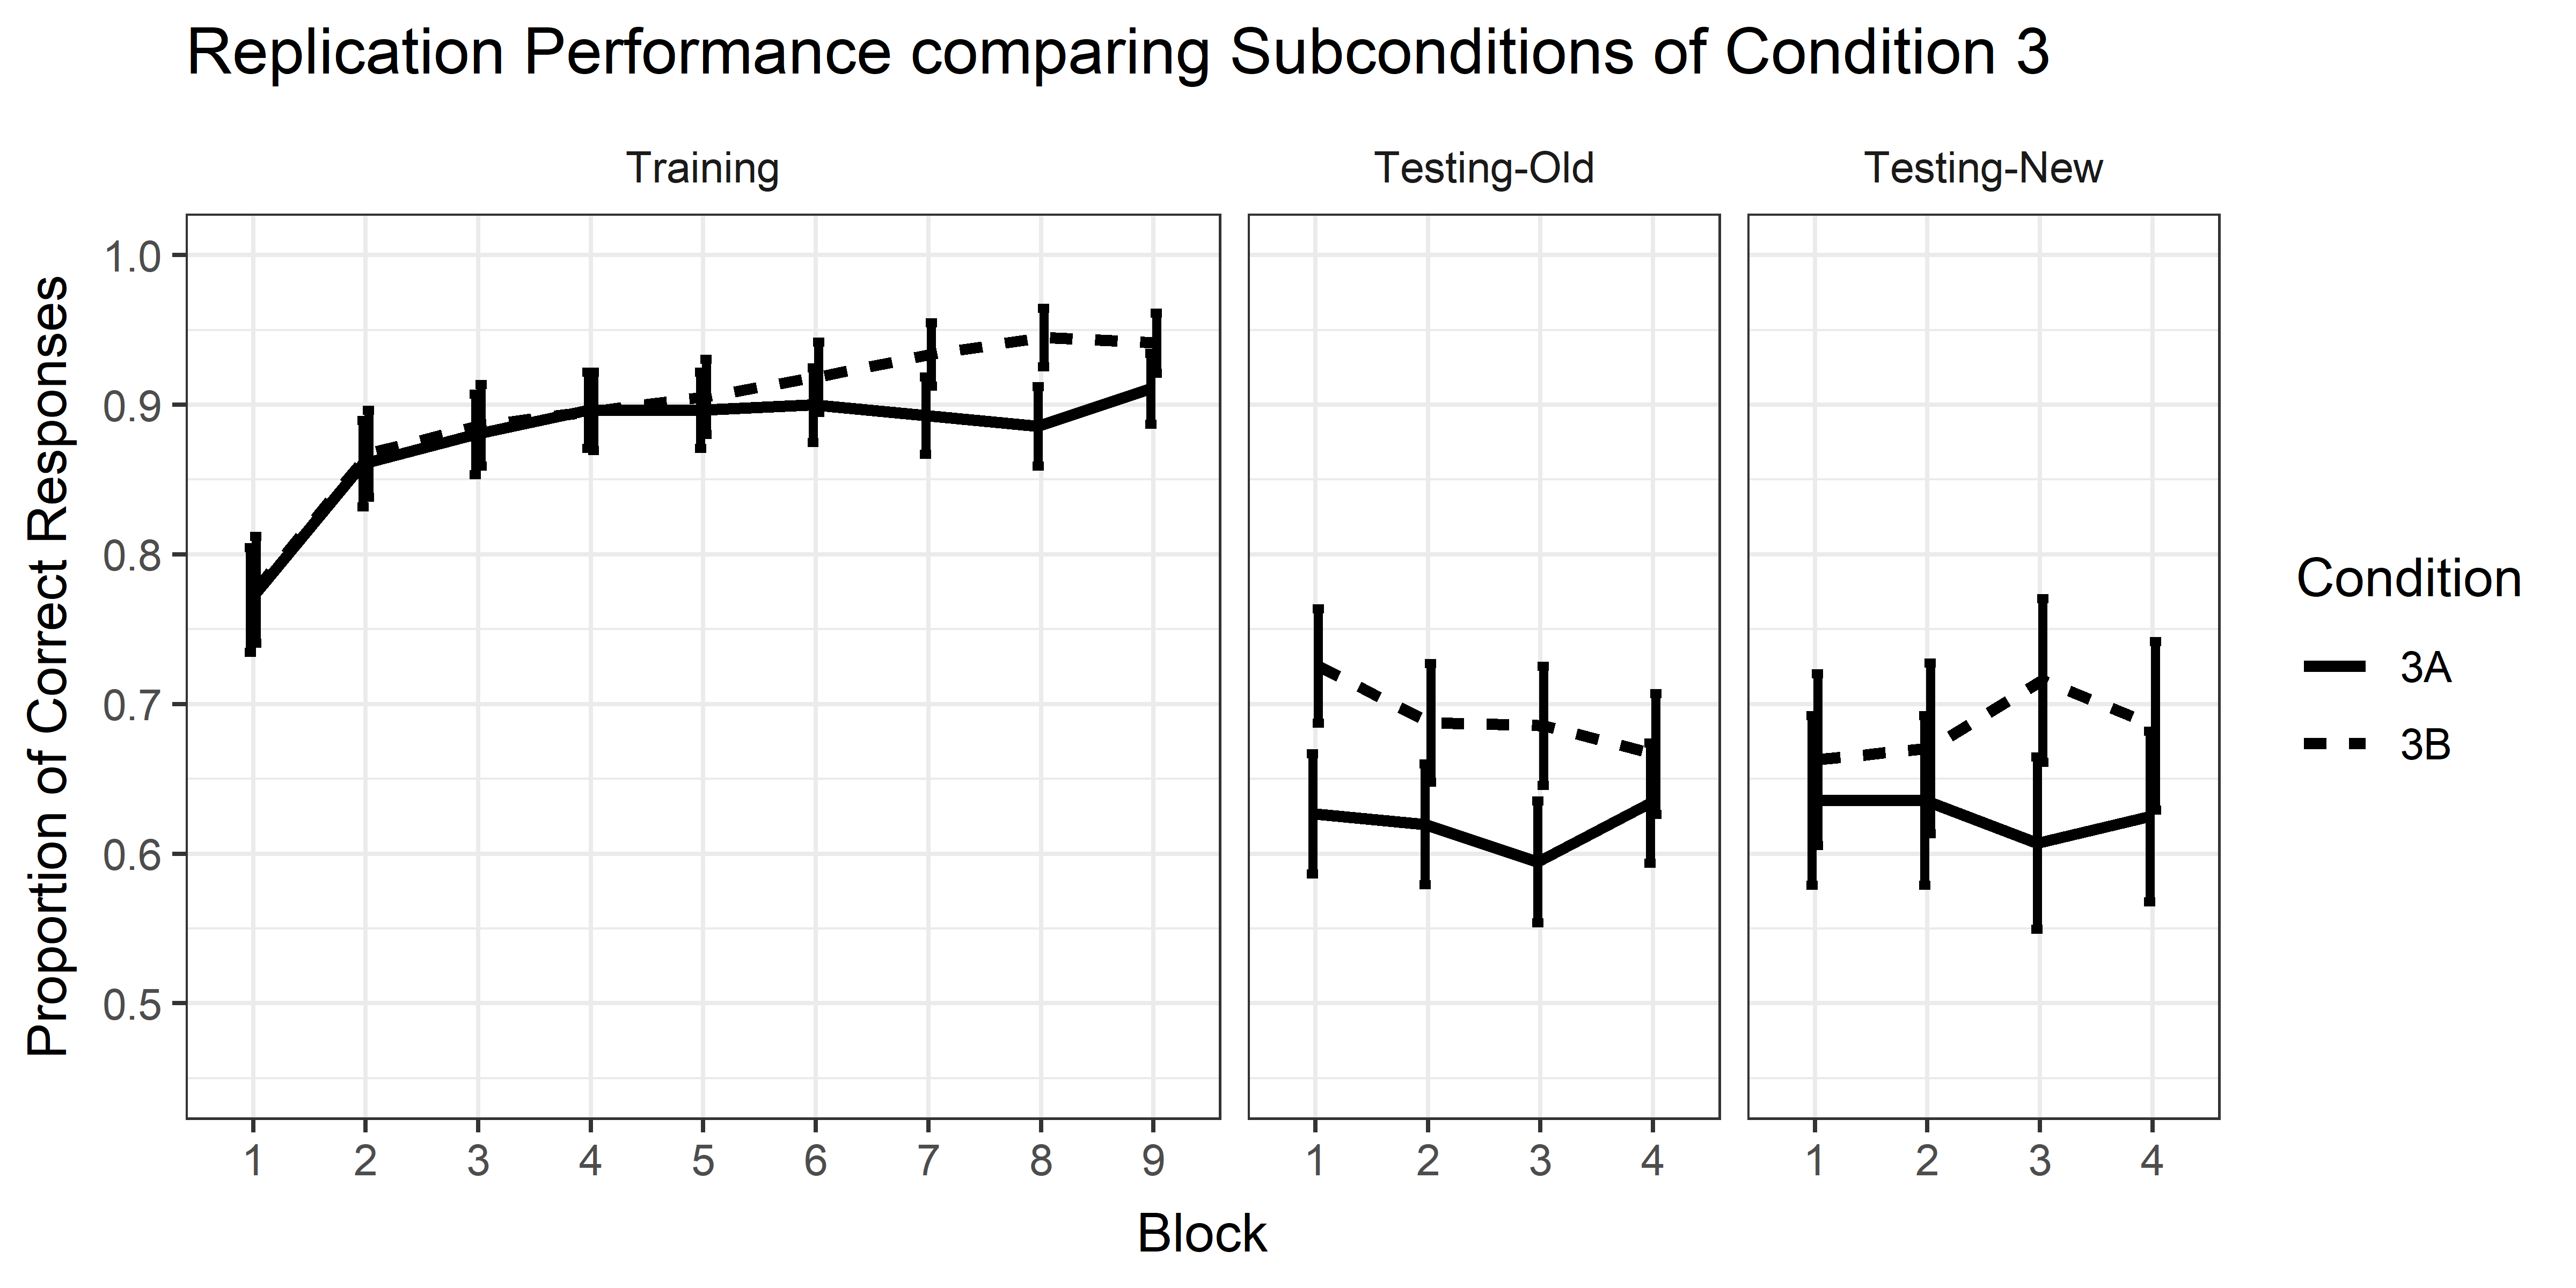 Replication Performance comparing Subconditions of Condition 3
Training
Testing-Old
Testing-New
Proportion of Correct Responses
1.0
0.9
0.8
0.7
0.6
0.5
1 2 3 4 5 6 7 8 9
1 2 3 4
1 2 3 4
Block
Condition
3A
3B